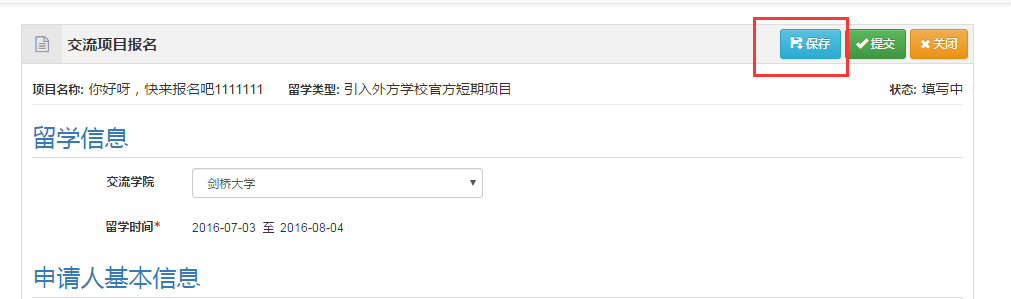 交流项目报名 保存 提交 关闭
项目名称: 你好呀，快来报名吧1111111 留学类型: 引入外方学校官方短期项目 状态: 填写中
留学信息
交流学院 剑桥大学
留学时间* 2016-07-03 至 2016-08-04
申请人基本信息